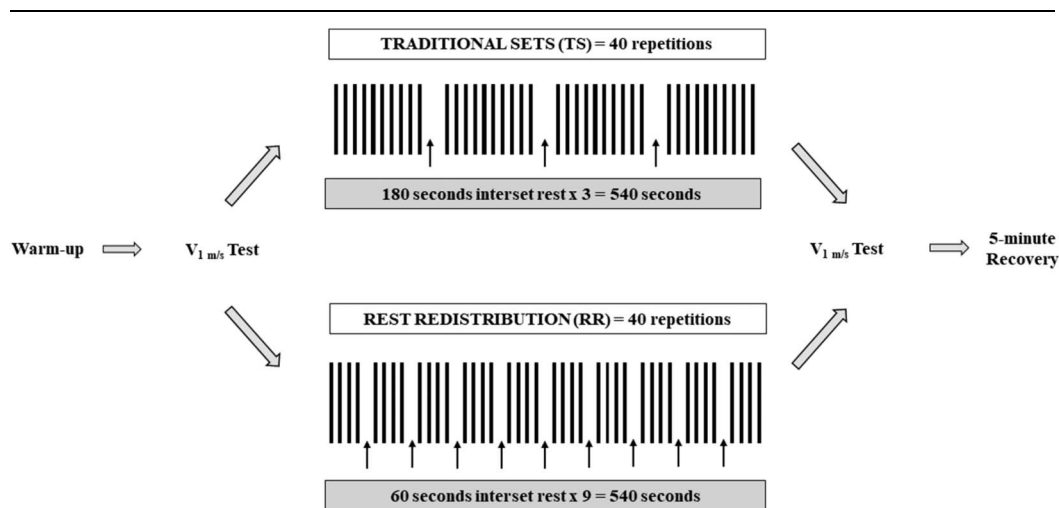 TRADITIONAL SETS (TS) = 40 repetitions
180 seconds interset rest x 3 = 540 seconds
Warm-up
V1 m/s Test
V1 m/s Test
5-minute
Recovery
REST REDISTRIBUTION (RR) = 40 repetitions
60 seconds interset rest x 9 = 540 seconds